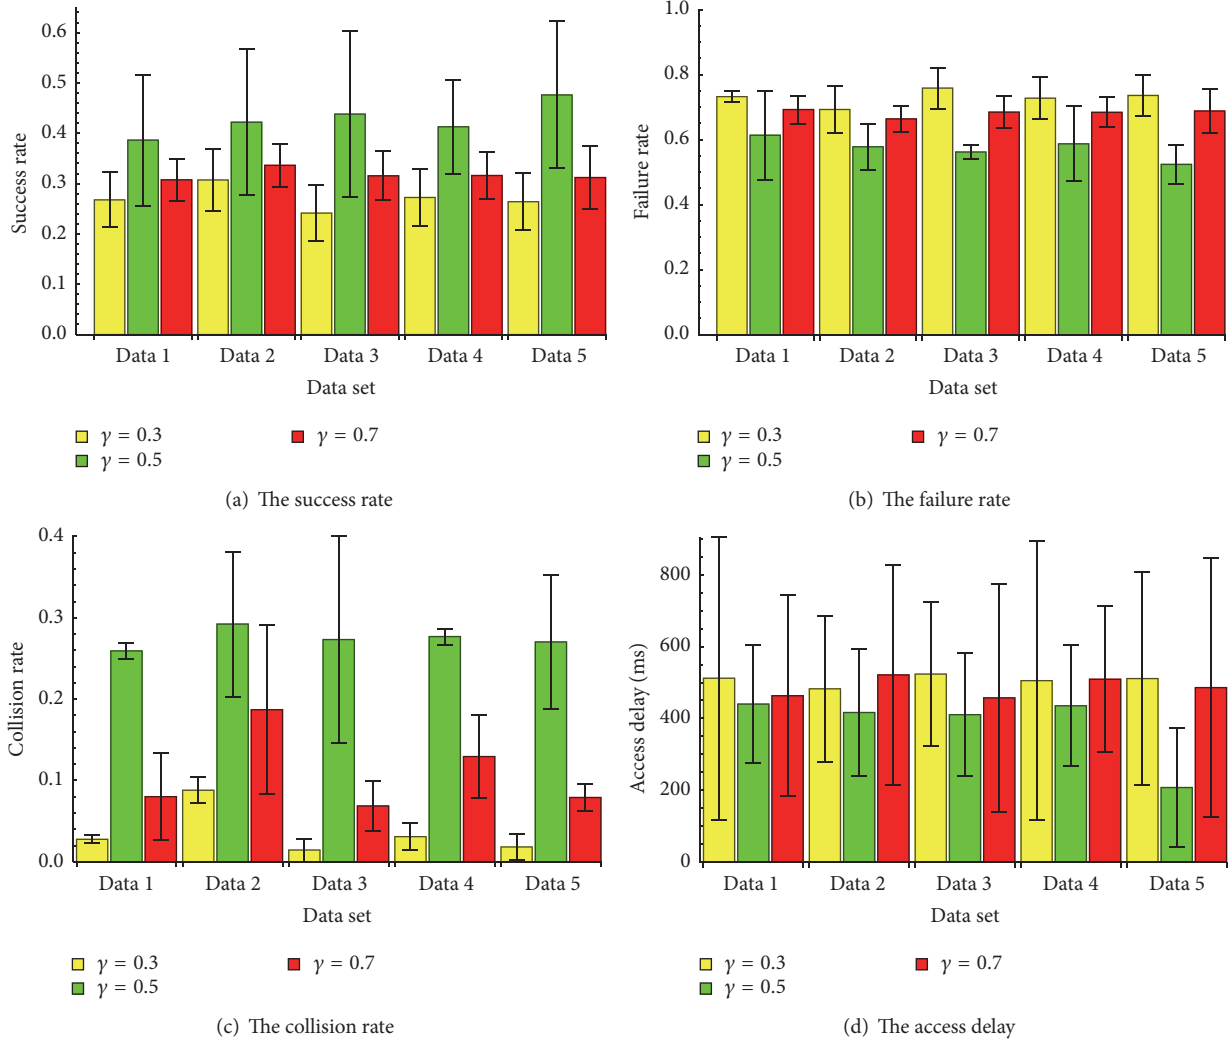 Success rate
0.6
0.5
0.4
0.3
0.2
0.1
0.0
Data 1 Data 2 Data 3 Data 4 Data 5
Data set
γ = 0.3 γ = 0.7
γ = 0.5
(a) The success rate
Failure rate
1.0
0.8
0.6
0.4
0.2
0.0
Data 1 Data 2 Data 3 Data 4 Data 5
Data set
γ = 0.3 γ = 0.7
γ = 0.5
(b) The failure rate
Collision rate
0.4
0.3
0.2
0.1
0.0
Data 1 Data 2 Data 3 Data 4 Data 5
Data set
γ = 0.3 γ = 0.7
γ = 0.5
(c) The collision rate
Access delay (ms)
800
600
400
200
0
Data 1 Data 2 Data 3 Data 4 Data 5
Data set
γ = 0.3 γ = 0.7
γ = 0.5
(d) The access delay